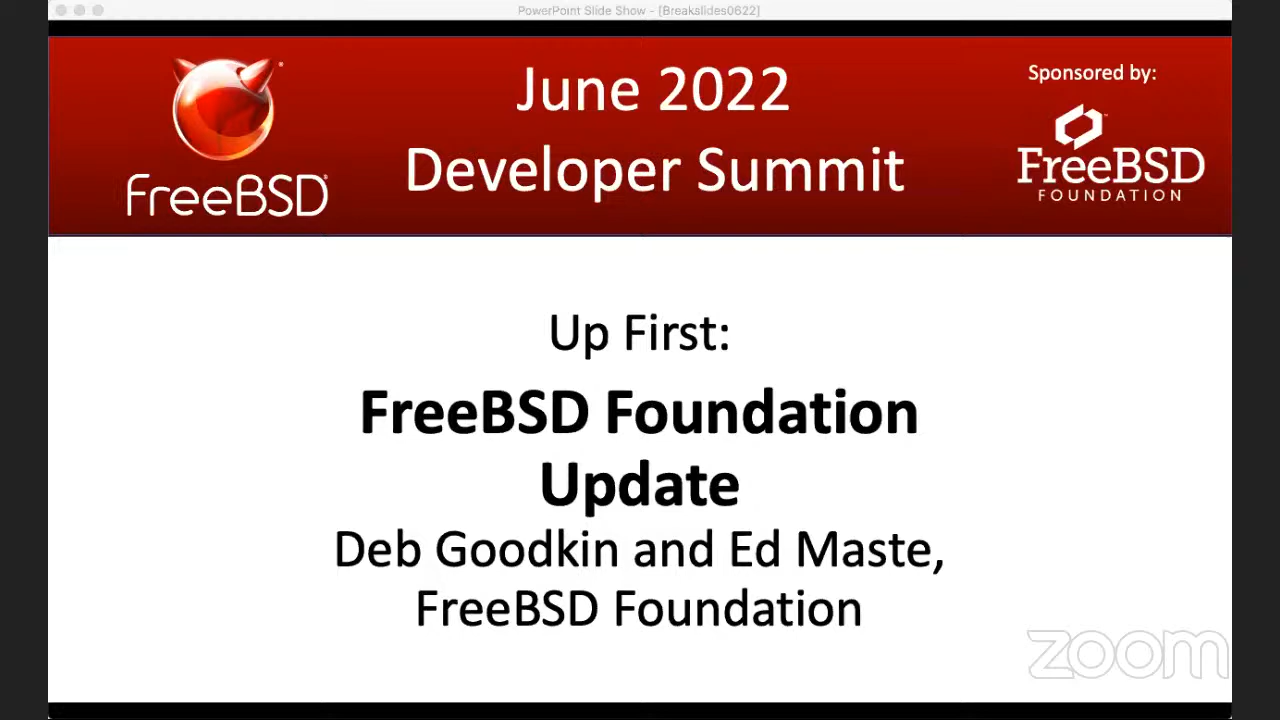 PowerPoint Slide Show - [Breakslides0622]
June 2022
Developer Summit
FreeBSD
Sponsored by:
FreeBSD
FOUNDATION
Up First:
FreeBSD Foundation
Update
Deb Goodkin and Ed Maste,
FreeBSD Foundation
zoom